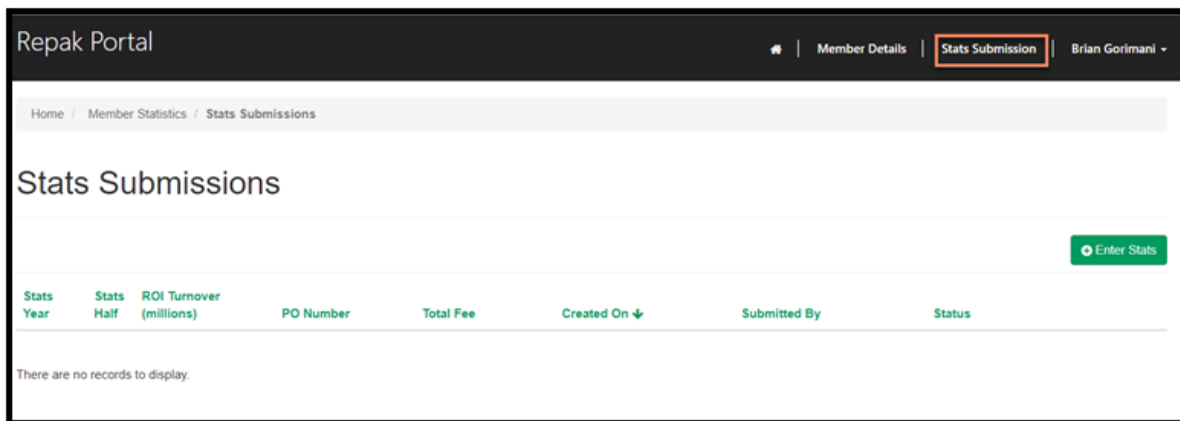 Repak Portal
Member Details | Stats Submission | Brian Gorimani
Home / Member Statistics / Stats Submissions
Stats Submissions
Enter Stats
Stats Year Stats Half ROI Turnover (millions) PO Number Total Fee Created On Submitted By Status
There are no records to display.